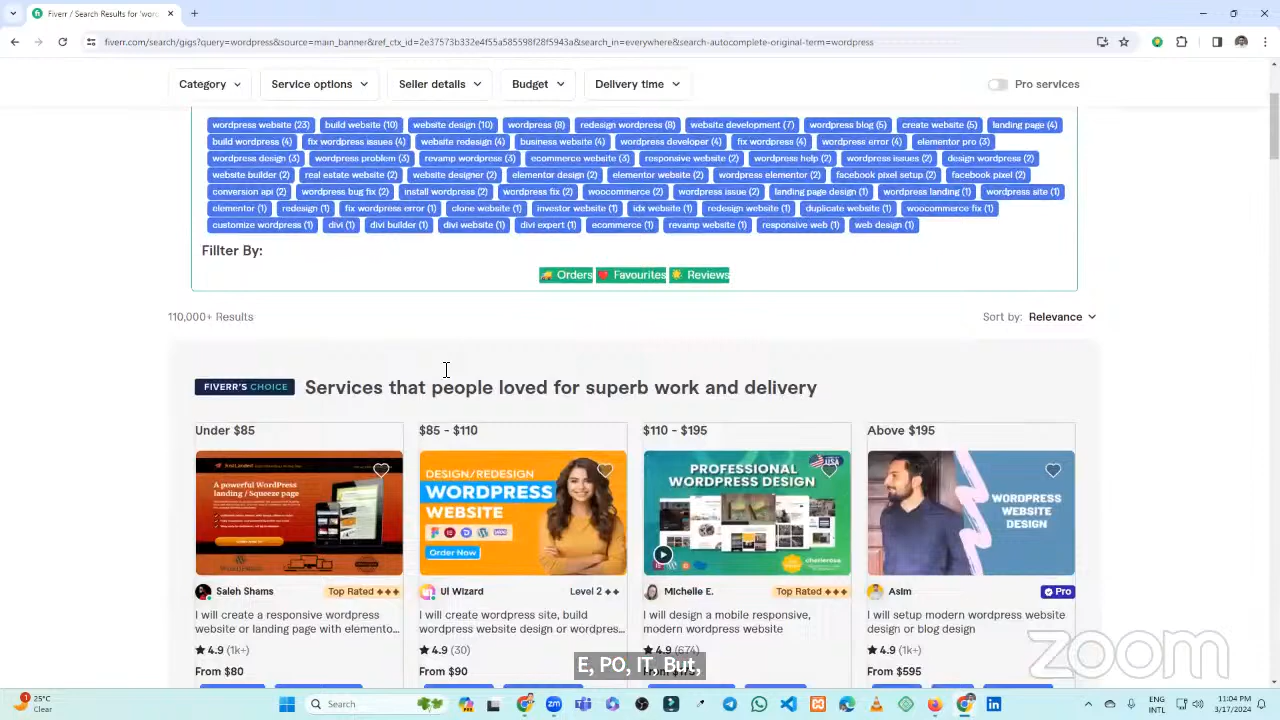 Fiverr / Search Results for 'wor
fiverr.com/search/gigs?query=wordpress&source=main_banner&ref_ctx_id=2e37573b332e4f55a585598f28f5943a&search_in=everywhere&search-autocomplete-original-term=wordpress
Category Service options Seller details Budget Delivery time Pro services
wordpress website (23) build website (10) website design (10) wordpress (8) redesign wordpress (8) website development (7) wordpress blog (5) create website (5) landing page (4)
build wordpress (4) fix wordpress issues (4) website redesign (4) business website (4) wordpress developer (4) fix wordpress (4) wordpress error (4) elementor pro (3)
wordpress design (3) wordpress problem (3) revamp wordpress (3) ecommerce website (3) responsive website (2) wordpress help (2) wordpress issues (2) design wordpress (2)
website builder (2) real estate website (2) website designer (2) elementor design (2) elementor website (2) wordpress elementor (2) facebook pixel setup (2) facebook pixel (2)
conversion api (2) wordpress bug fix (2) install wordpress (2) wordpress fix (2) woocommerce (2) wordpress issue (2) landing page design (1) wordpress landing (1) wordpress site (1)
elementor (1) redesign (1) fix wordpress error (1) clone website (1) investor website (1) idx website (1) redesign website (1) duplicate website (1) woocommerce fix (1)
customize wordpress (1) divi (1) divi builder (1) divi website (1) divi expert (1) ecommerce (1) revamp website (1) responsive web (1) web design (1)
Fillter By:
Orders Favourites Reviews
110,000+ Results Sort by: Relevance
FIVERR'S CHOICE Services that people loved for superb work and delivery
Under $85 $85 - $110 $110 - $195 Above $195
A powerful WordPress
landing / Squeeze page
DESIGN/REDESIGN
WORDPRESS
WEBSITE
Order Now
PROFESSIONAL
WORDPRESS DESIGN
USA
WORDPRESS
WEBSITE
DESIGN
Saleh Shams Top Rated UI Wizard Level 2 Michelle E. Top Rated Asim Pro
I will create a responsive wordpress website or landing page with elemento...
I will create wordpress site, build wordpress website design or wordpres...
I will design a mobile responsive, modern wordpress website
I will setup modern wordpress website design or blog design
4.9 (1k+) 4.9 (30) 4.9 (674) 4.9 (1k+)
From $80 From $90 From $595
E, PO, IT. But,
zoom
1 25°C
Clear
Search
ENG
INTL
11:04 PM
3/17/2024